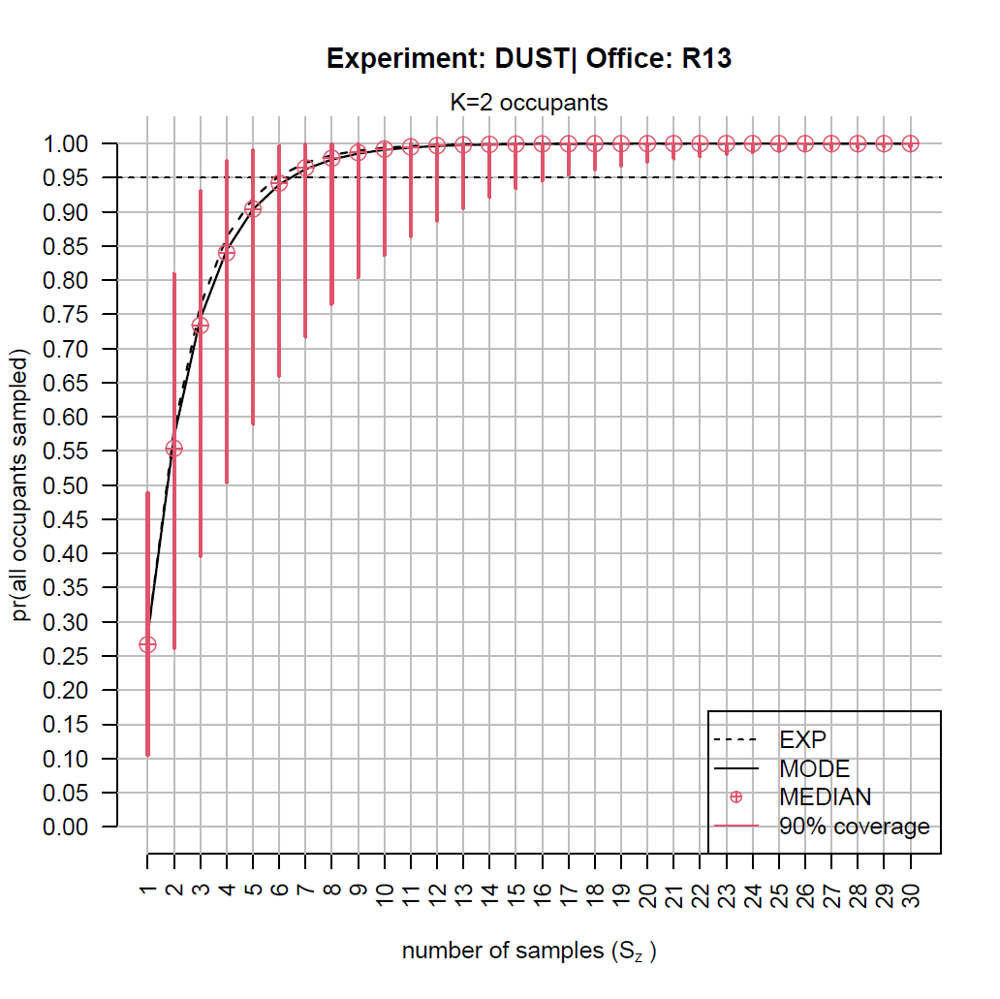 Experiment: DUST| Office: R13
K=2 occupants
pr(all occupants sampled)
1.00
0.95
0.90
0.85
0.80
0.75
0.70
0.65
0.60
0.55
0.50
0.45
0.40
0.35
0.30
0.25
0.20
0.15
0.10
0.05
0.00
EXP
MODE
MEDIAN
90% coverage
1 2 3 4 5 6 7 8 9 10 11 12 13 14 15 16 17 18 19 20 21 22 23 24 25 26 27 28 29 30
number of samples (Sz )